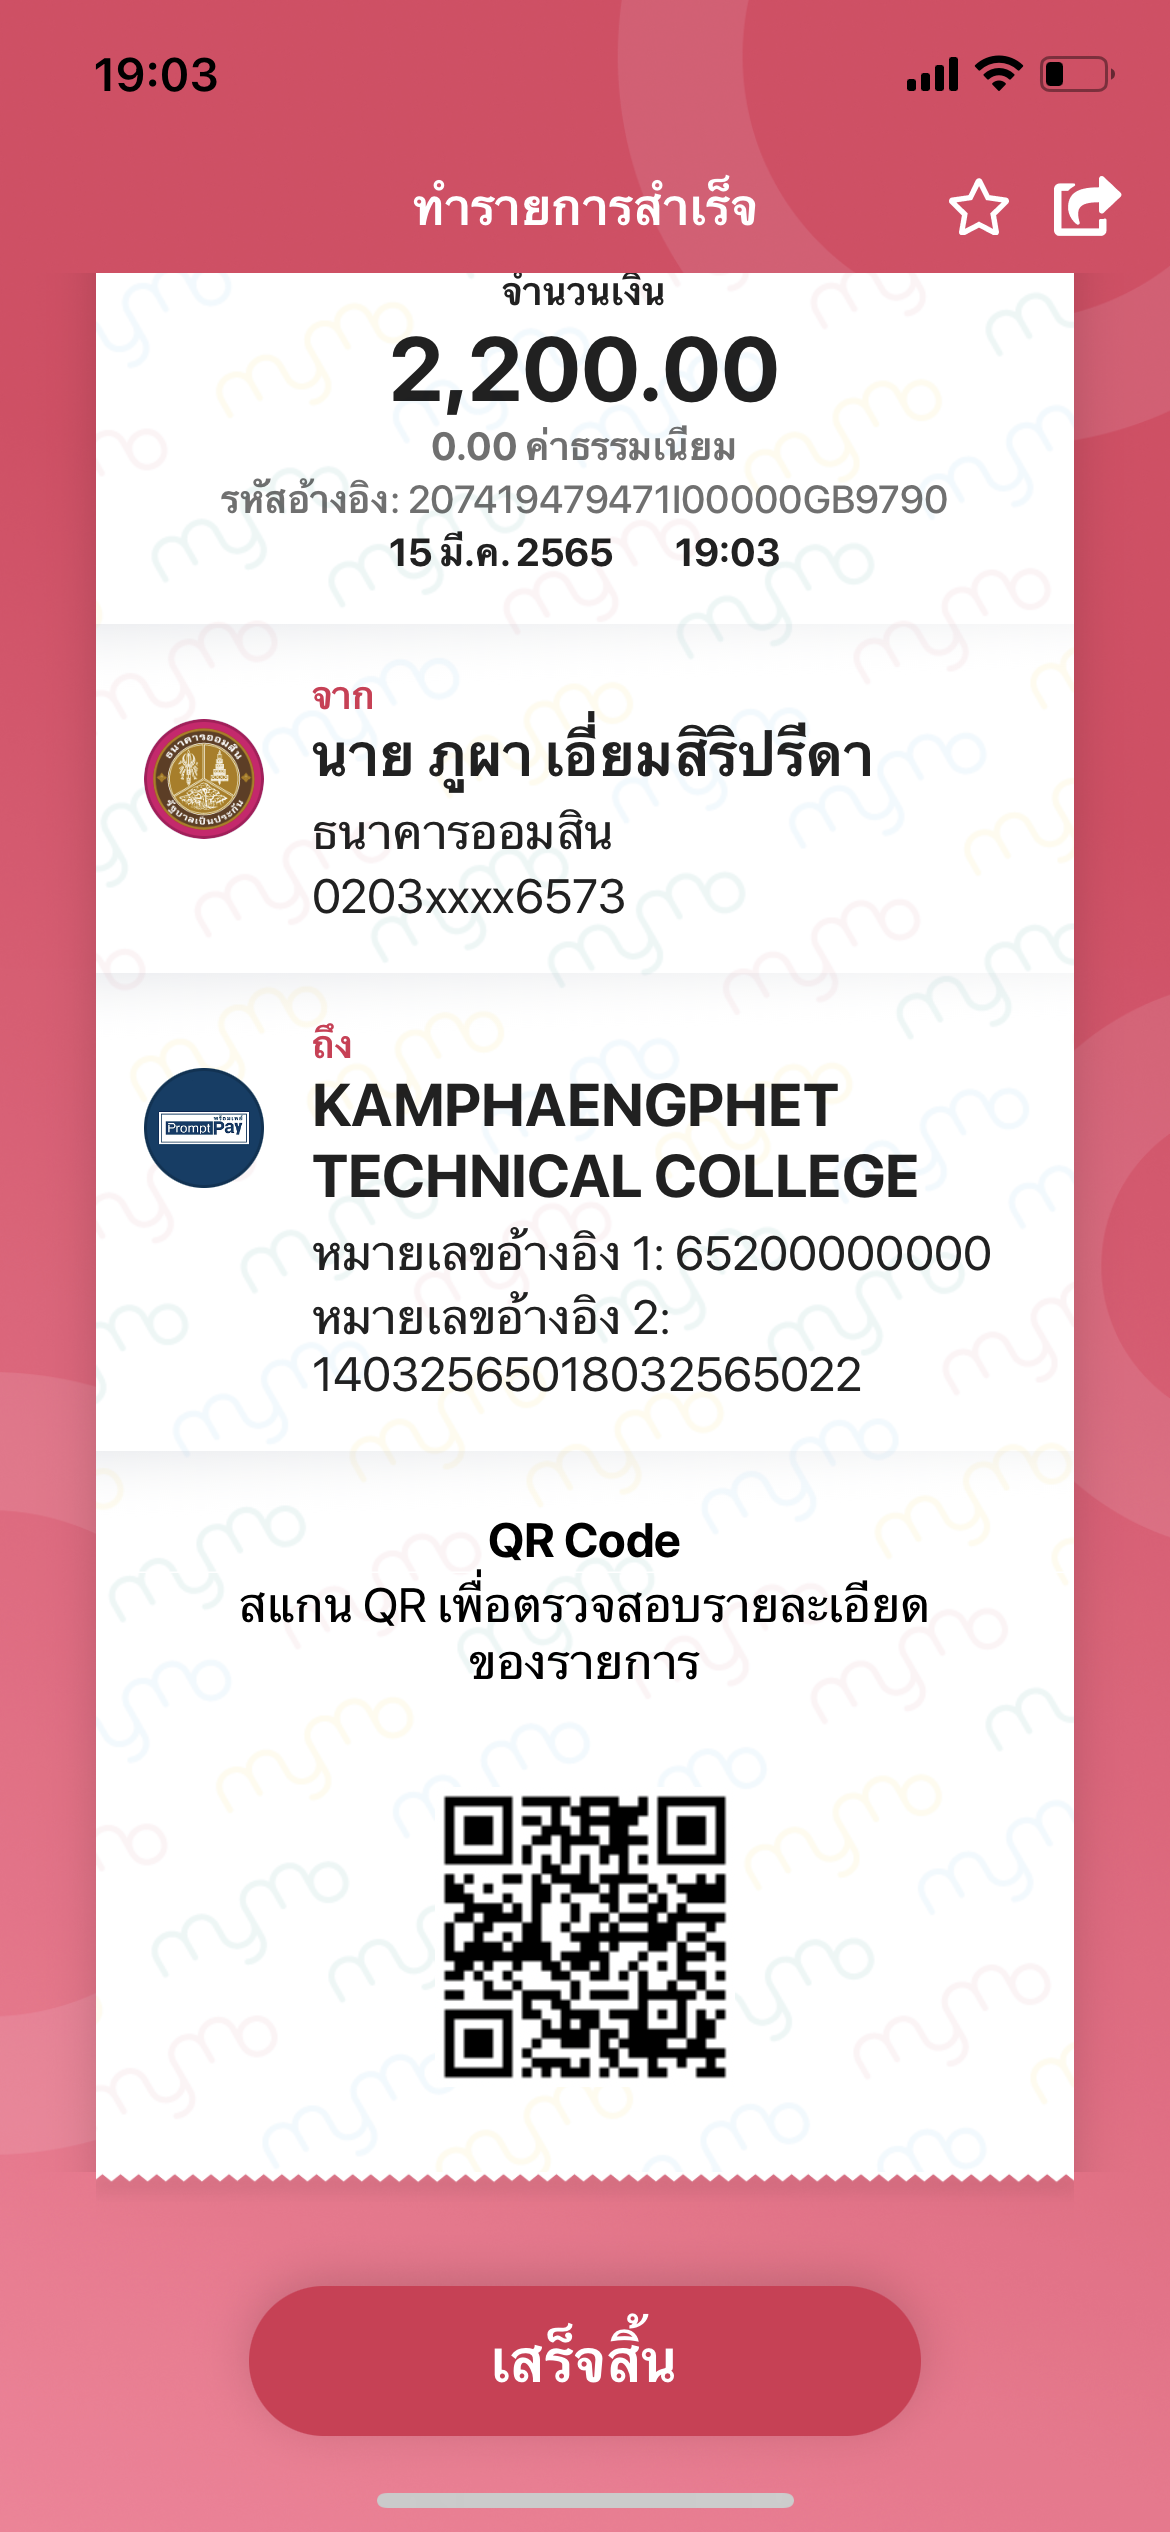 19:03
ทำรายการสำเร็จ
จำนวนเงิน
2,200.00
0.00 ค่าธรรมเนียม
รหัสอ้างอิง: 207419479471I00000GB9790
15 มี.ค. 2565 19:03
จาก
นาย ภูผา เอี่ยมสิริปรีดา
ธนาคารออมสิน
รัฐบาลเป็นประกัน
ธนาคารออมสิน
0203xxxx6573
ถึง
พร้อมเพย์
PromptPay
KAMPHAENGPHET
TECHNICAL COLLEGE
หมายเลขอ้างอิง 1: 65200000000
หมายเลขอ้างอิง 2:
14032565018032565022
QR Code
สแกน QR เพื่อตรวจสอบรายละเอียด
ของรายการ
mymo
เสร็จสิ้น